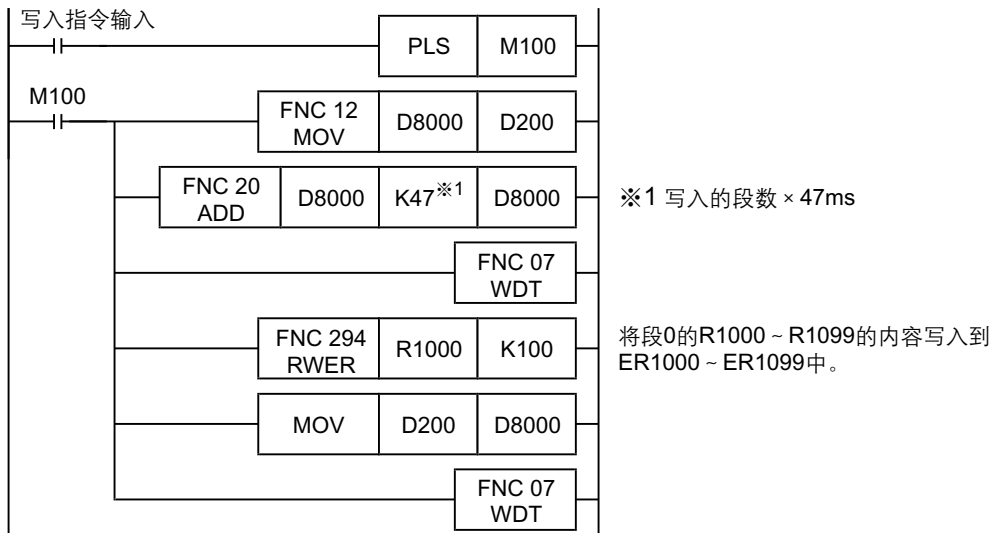 写入指令输入
PLS M100
M100
FNC 12
MOV D8000 D200
FNC 20
ADD D8000 K47※1 D8000 ※1 写入的段数 × 47ms
FNC 07
WDT
FNC 294
RWER R1000 K100
将段0的R1000~R1099的内容写入到
ER1000~ER1099中。
MOV D200 D8000
FNC 07
WDT